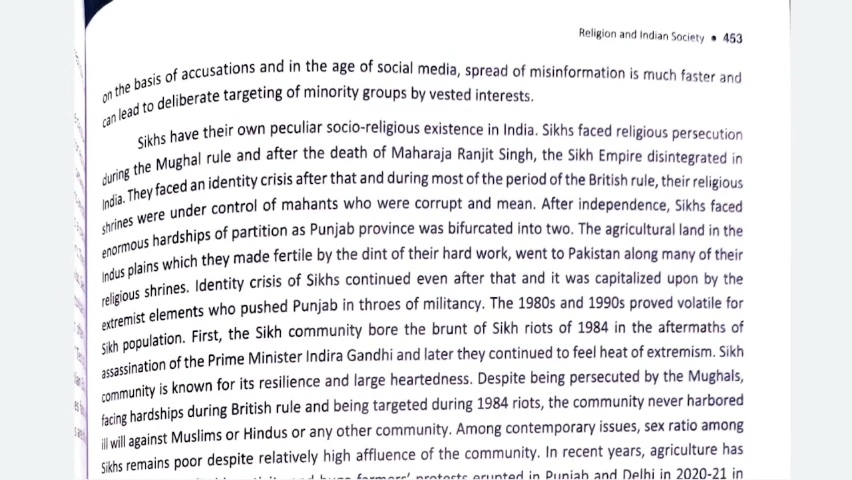 Religion and Indian Society • 453
on the basis of accusations and in the age of social media, spread of misinformation is much faster and
can lead to deliberate targeting of minority groups by vested interests.
Sikhs have their own peculiar socio-religious existence in India. Sikhs faced religious persecution
during the Mughal rule and after the death of Maharaja Ranjit Singh, the Sikh Empire disintegrated in
India. They faced an identity crisis after that and during most of the period of the British rule, their religious
shrines were under control of mahants who were corrupt and mean. After independence, Sikhs faced
enormous hardships of partition as Punjab province was bifurcated into two. The agricultural land in the
Indus plains which they made fertile by the dint of their hard work, went to Pakistan along many of their
religious shrines. Identity crisis of Sikhs continued even after that and it was capitalized upon by the
extremist elements who pushed Punjab in throes of militancy. The 1980s and 1990s proved volatile for
Sikh population. First, the Sikh community bore the brunt of Sikh riots of 1984 in the aftermaths of
assassination of the Prime Minister Indira Gandhi and later they continued to feel heat of extremism. Sikh
community is known for its resilience and large heartedness. Despite being persecuted by the Mughals,
facing hardships during British rule and being targeted during 1984 riots, the community never harbored
ill will against Muslims or Hindus or any other community. Among contemporary issues, sex ratio among
Sikhs remains poor despite relatively high affluence of the community. In recent years, agriculture has
farmers' protests erupted in Punjab and Delhi in 2020-21 in